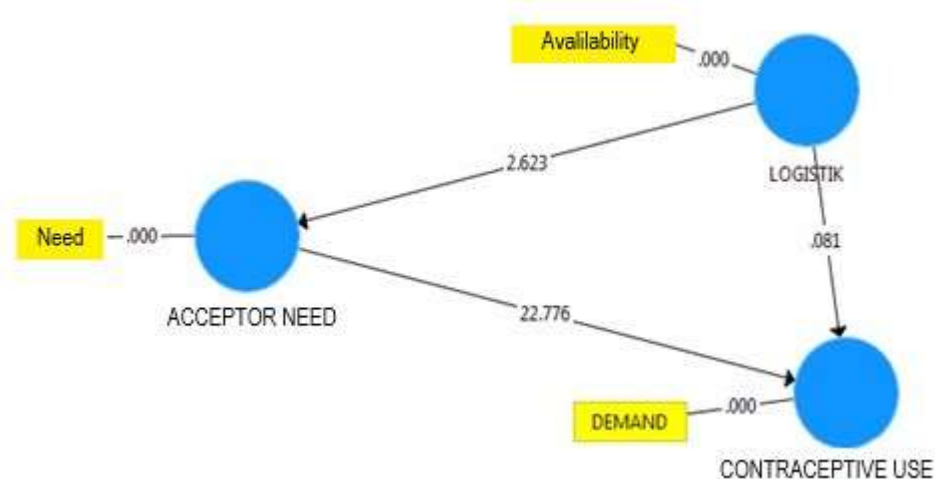 Avalilability
.000
2.623
LOGISTIK
Need
.000
.081
ACCEPTOR NEED
22.776
DEMAND
.000
CONTRACEPTIVE USE